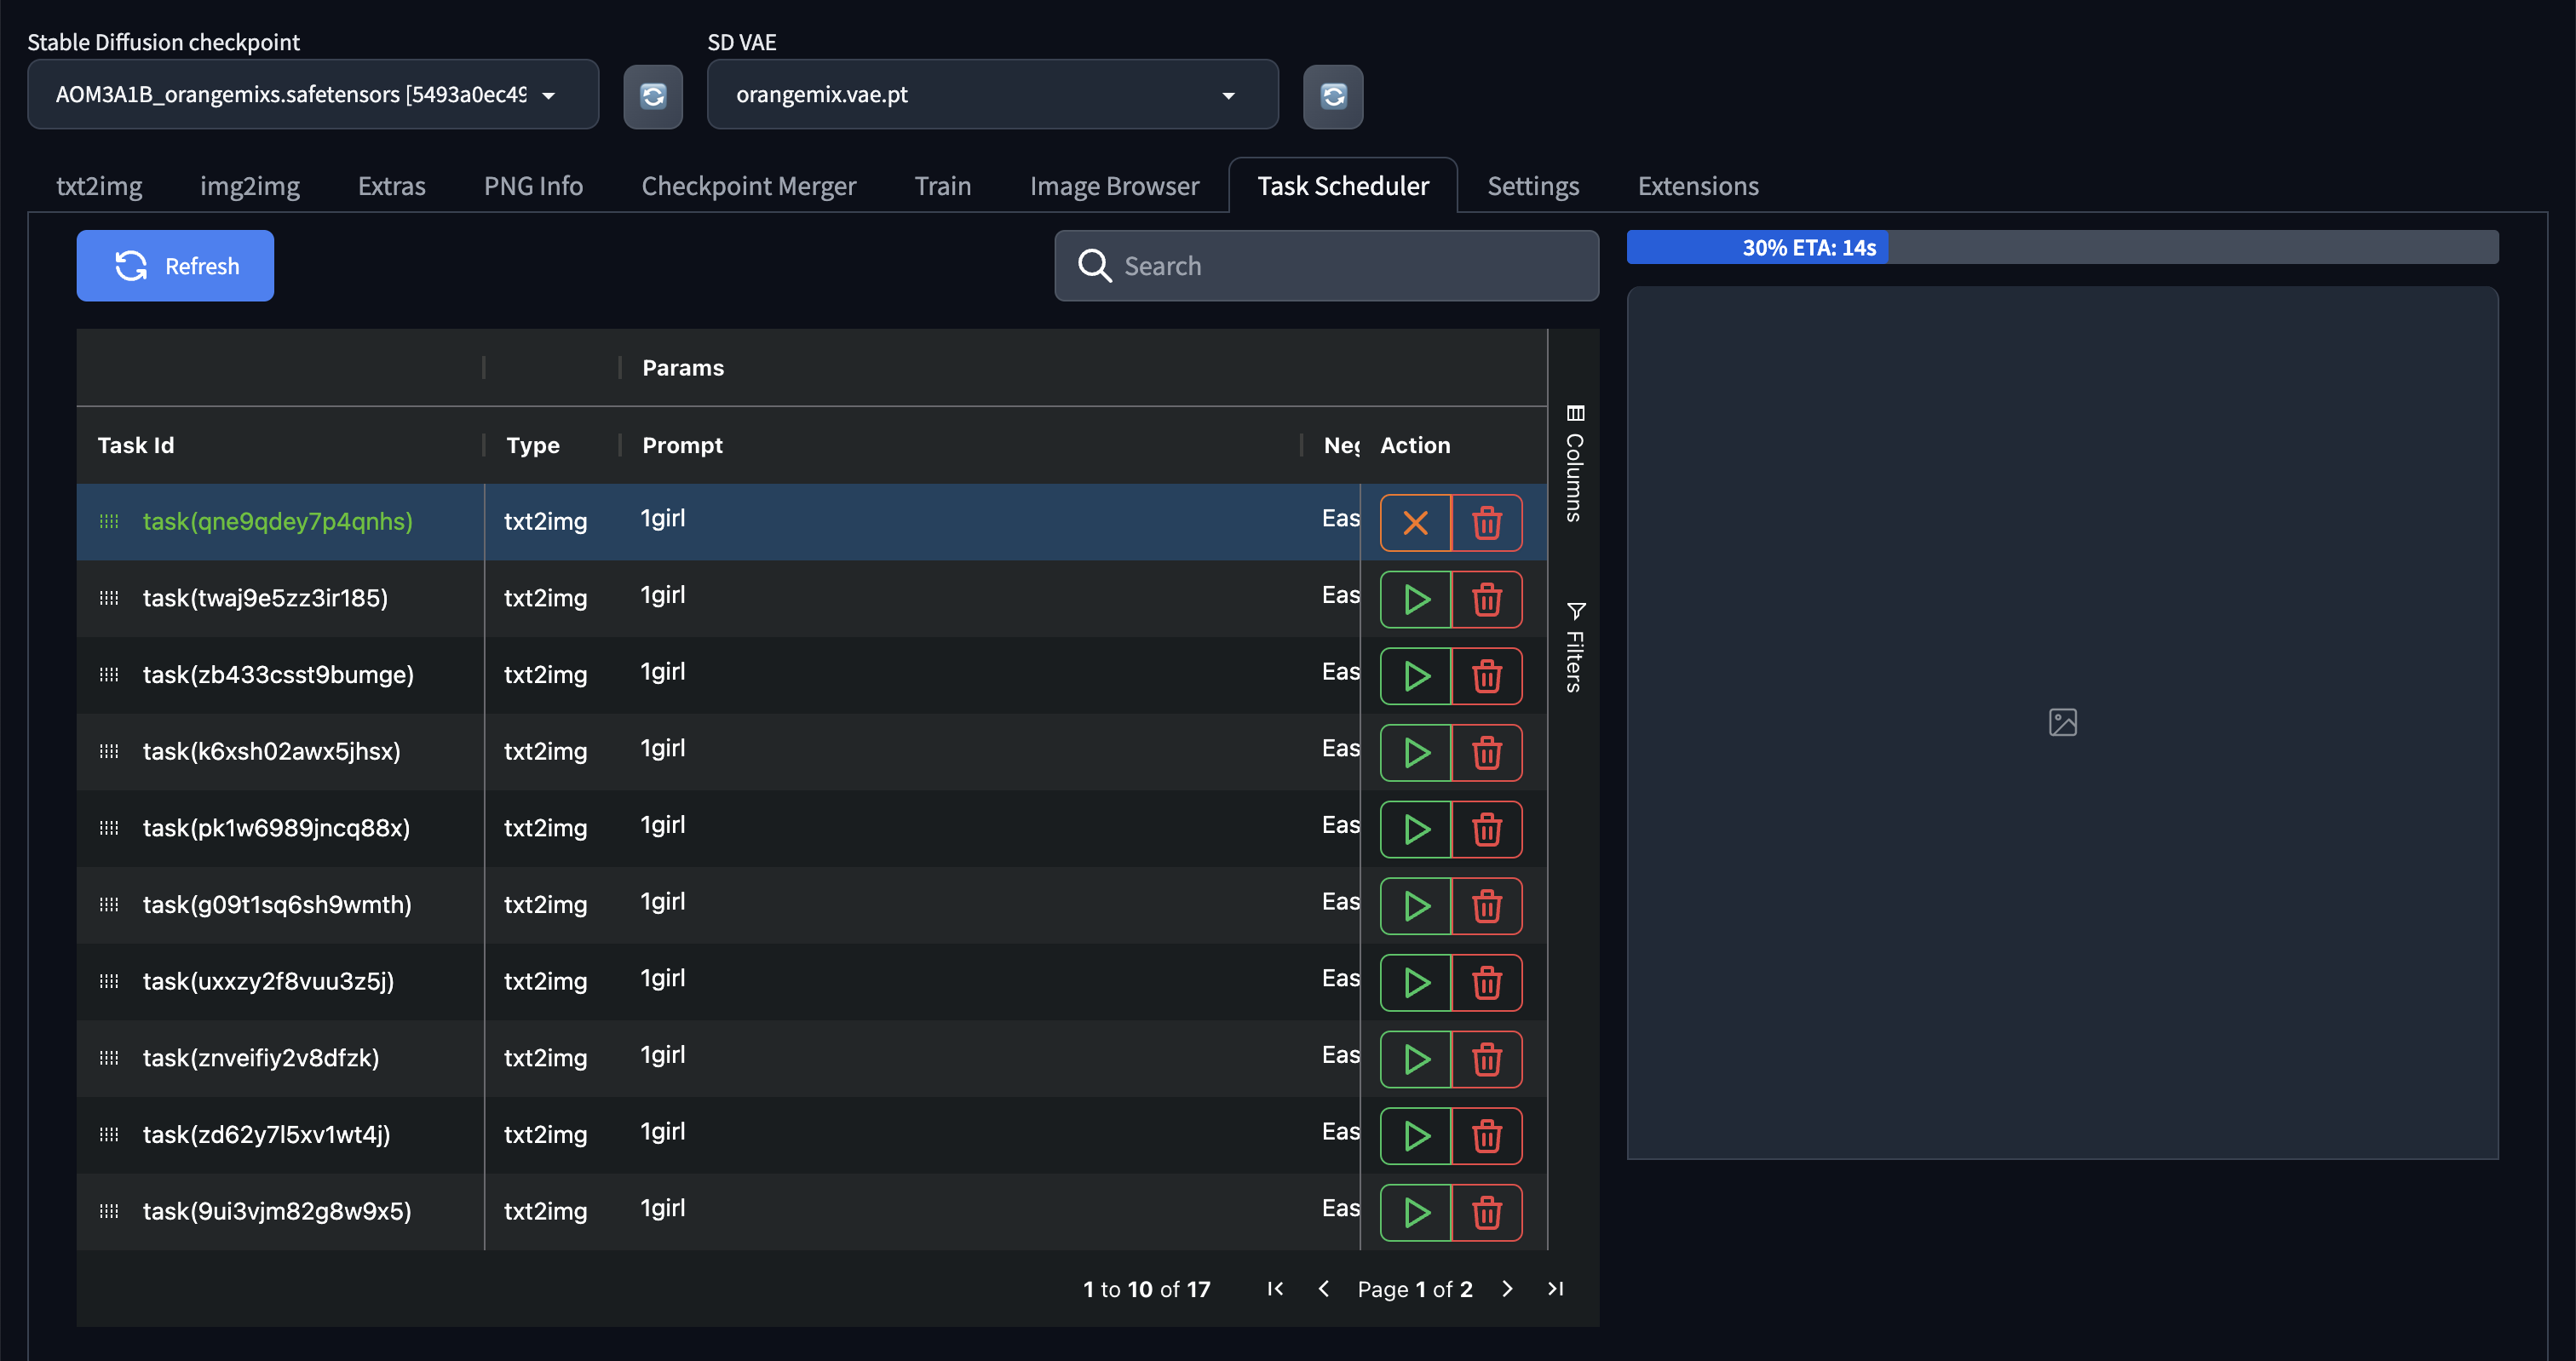 Stable Diffusion checkpoint
SD VAE
AOM3A1B_orangemixs.safetensors [5493a0ec49
orangemix.vae.pt
txt2img img2img Extras PNG Info Checkpoint Merger Train Image Browser Task Scheduler Settings Extensions
Refresh
Search
30% ETA: 14s
Params
Task Id Type Prompt Neg Action
task(qne9qdey7p4qnhs) txt2img 1girl Eas
task(twaj9e5zz3ir185) txt2img 1girl Eas
task(zb433csst9bumge) txt2img 1girl Eas
task(k6xsh02awx5jhsx) txt2img 1girl Eas
task(pk1w6989jncq88x) txt2img 1girl Eas
task(g09t1sq6sh9wmth) txt2img 1girl Eas
task(uxxzy2f8vuu3z5j) txt2img 1girl Eas
task(znveifiy2v8dfzk) txt2img 1girl Eas
task(zd62y7l5xv1wt4j) txt2img 1girl Eas
task(9ui3vjm82g8w9x5) txt2img 1girl Eas
Columns
Filters
1 to 10 of 17
Page 1 of 2